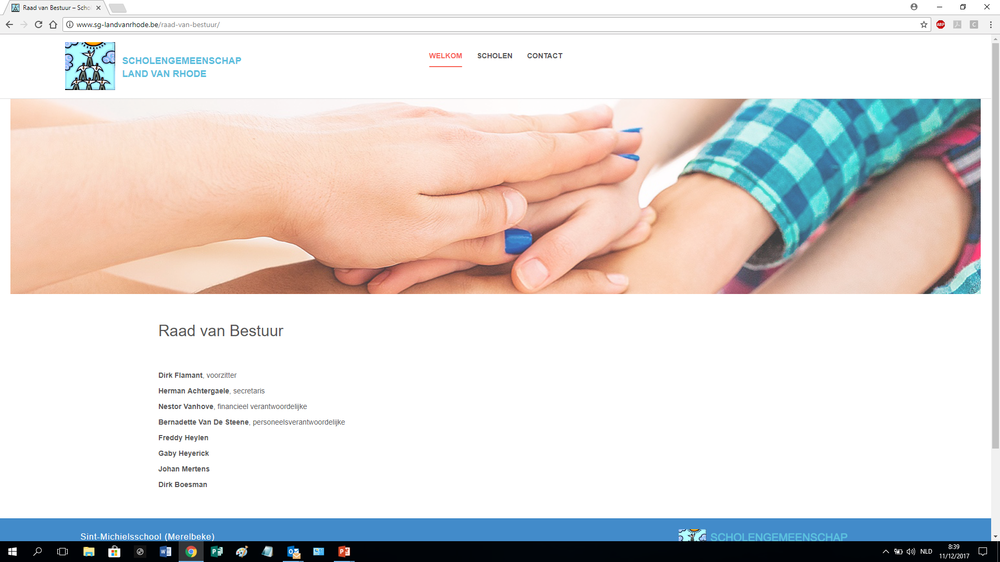 Raad van Bestuur – Schol
www.sg-landvanrhode.be/raad-van-bestuur/
ABP
C
SCHOLENGEMEENSCHAP
LAND VAN RHODE
WELKOM SCHOLEN CONTACT
Raad van Bestuur
Dirk Flamant, voorzitter
Herman Achtergaele, secretaris
Nestor Vanhove, financieel verantwoordelijke
Bernadette Van De Steene, personeelsverantwoordelijke
Freddy Heylen
Gaby Heyerick
Johan Mertens
Dirk Boesman
Sint-Michielsschool (Merelbeke)
SCHOLENGEMEENSCHAP
NLD
8:39
11/12/2017